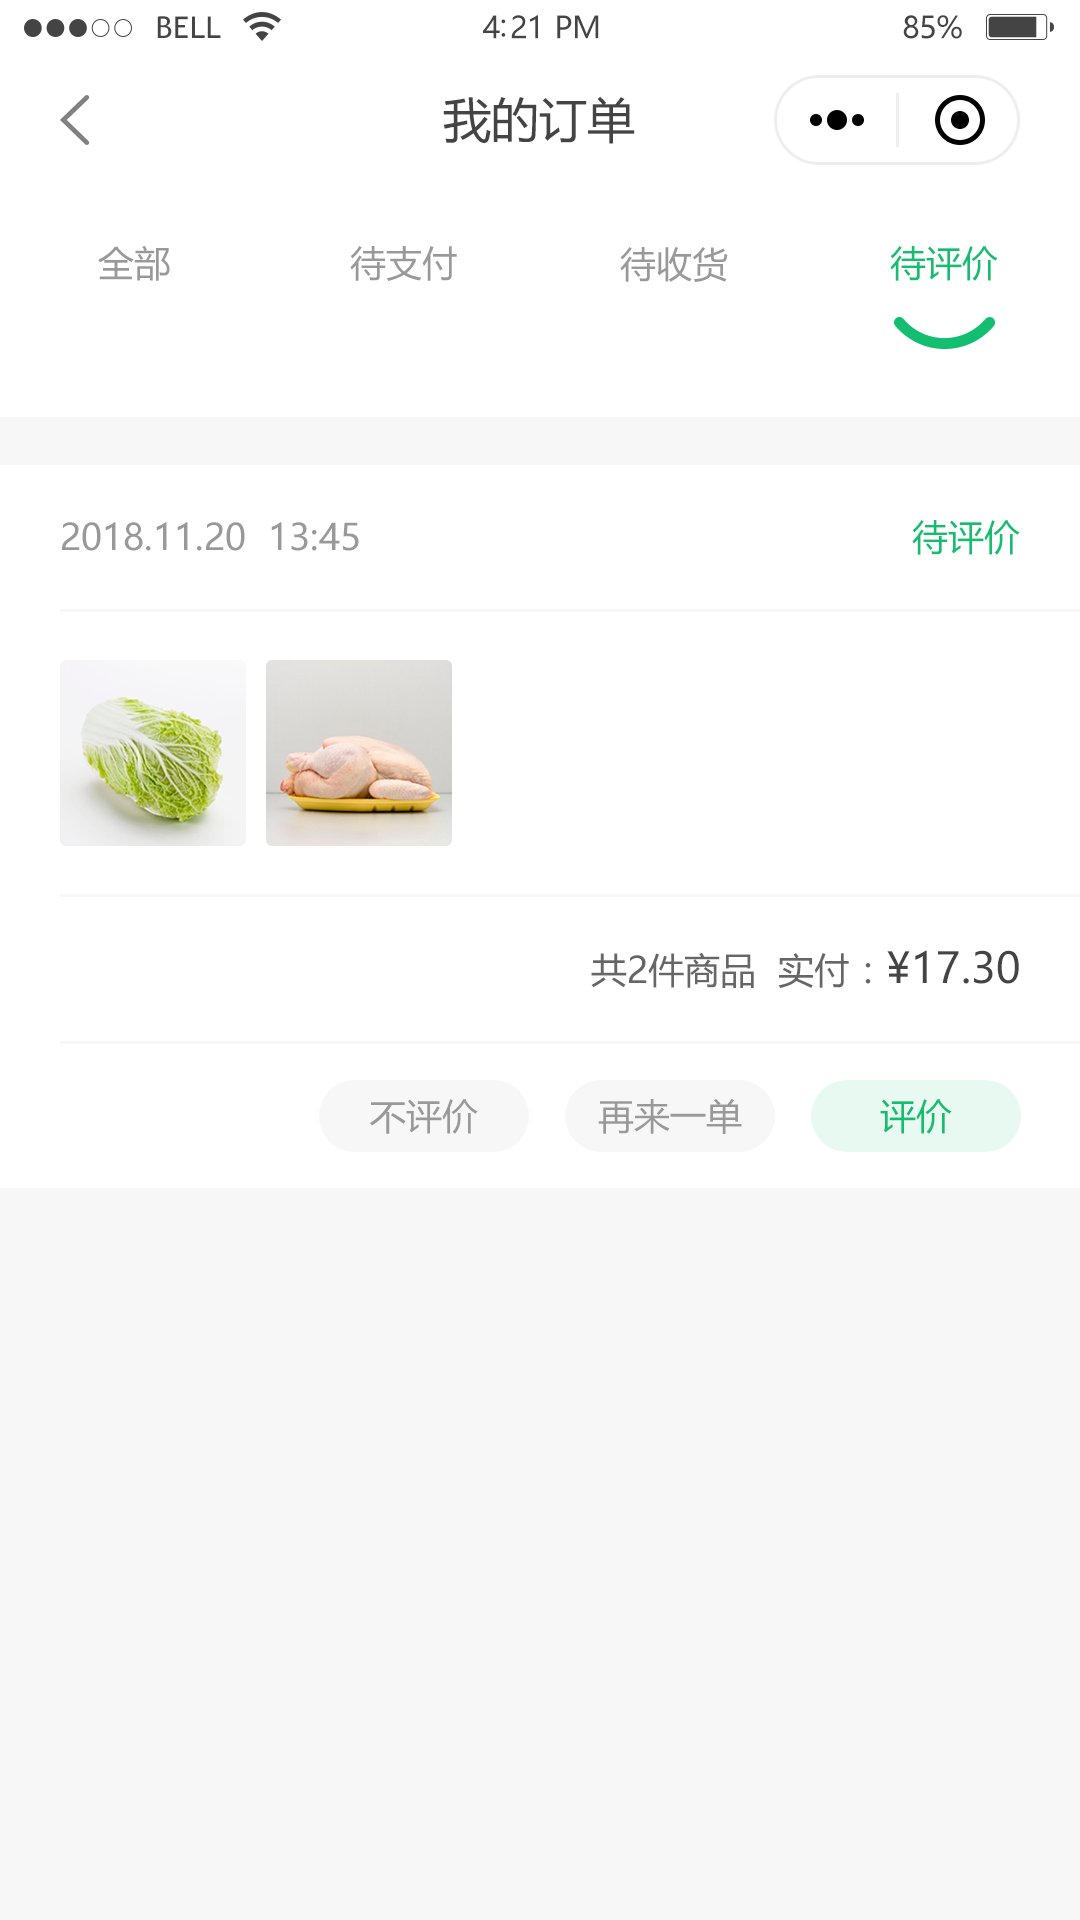 BELL 4:21 PM 85%
我的订单
全部 待支付 待收货 待评价
2018.11.20 13:45 待评价
共2件商品 实付：¥17.30
不评价 再来一单 评价